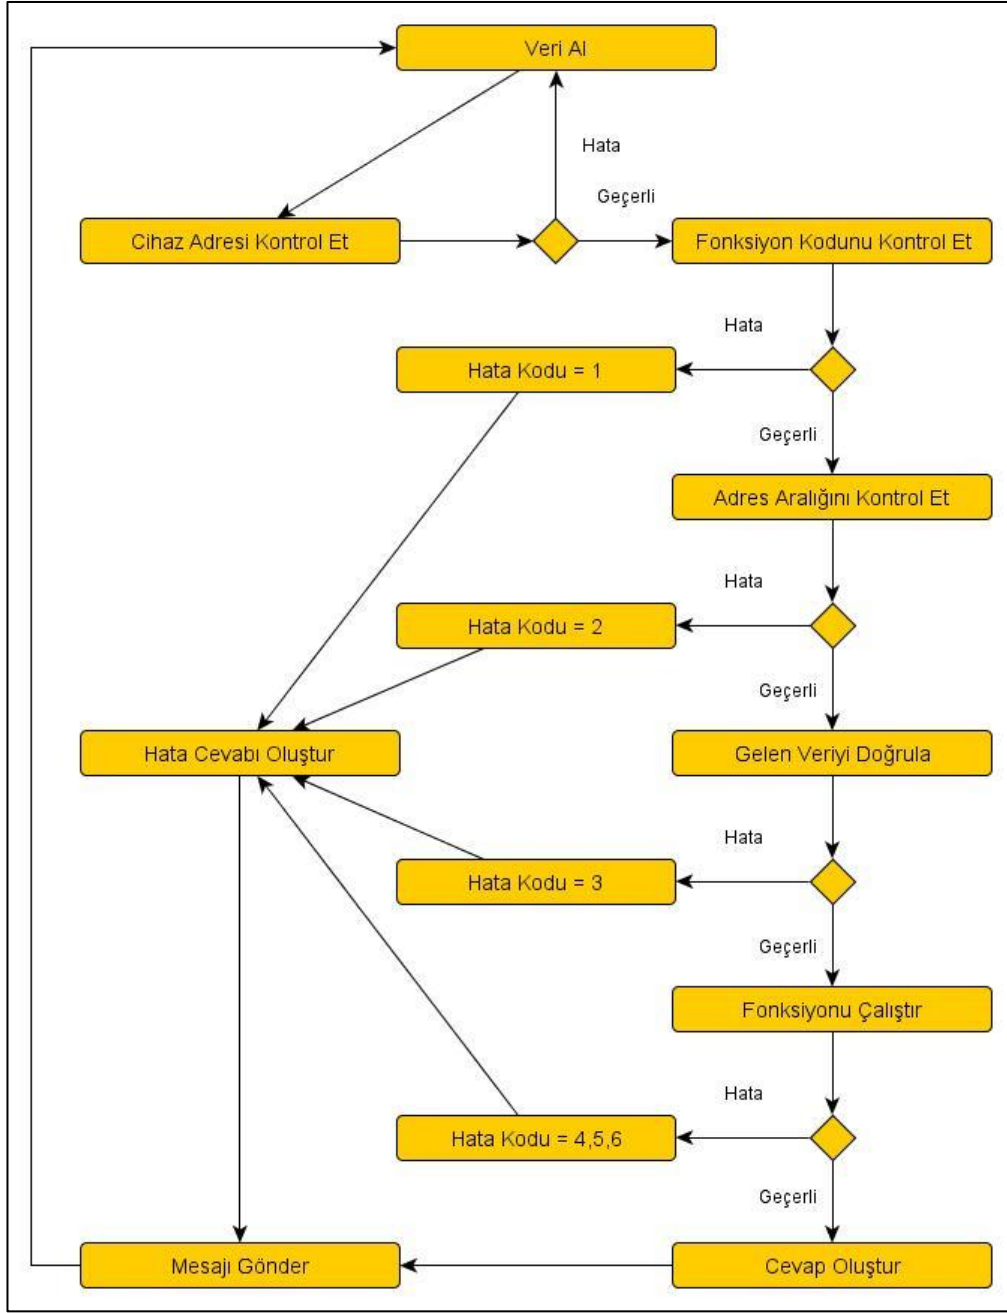 Veri Al
Hata
Geçerli
Cihaz Adresi Kontrol Et
Fonksiyon Kodunu Kontrol Et
Hata
Hata Kodu = 1
Geçerli
Adres Aralığını Kontrol Et
Hata
Hata Kodu = 2
Geçerli
Hata Cevabı Oluştur
Gelen Veriyi Doğrula
Hata
Hata Kodu = 3
Geçerli
Fonksiyonu Çalıştır
Hata
Hata Kodu = 4,5,6
Geçerli
Mesajı Gönder
Cevap Oluştur